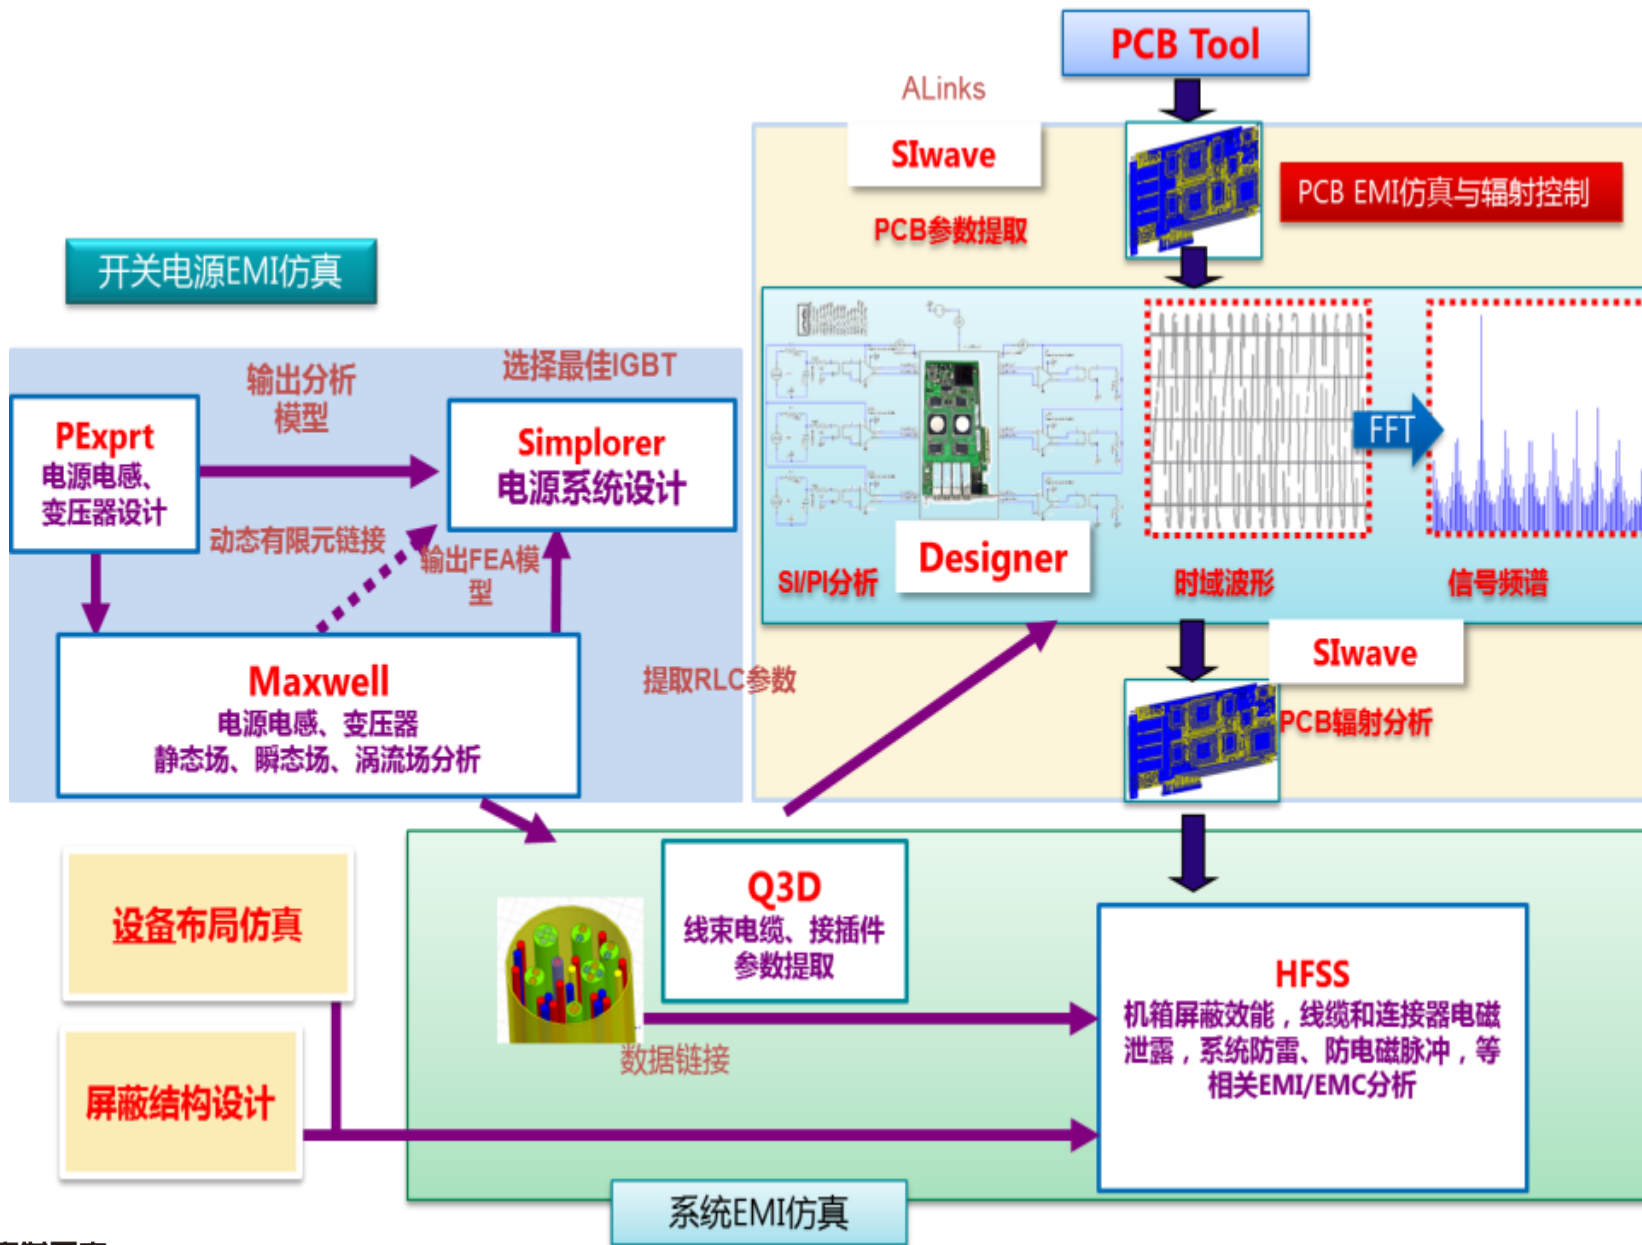 PCB Tool
ALinks
SIwave
PCB EMI仿真与辐射控制
PCB参数提取
开关电源EMI仿真
输出分析
模型
选择最佳IGBT
PExprt
电源电感、
变压器设计
Simplorer
电源系统设计
FFT
动态有限元链接
输出FEA模
型
SI/PI分析
Designer
时域波形
信号频谱
Maxwell
电源电感、变压器
静态场、瞬态场、涡流场分析
提取RLC参数
SIwave
PCB辐射分析
设备布局仿真
Q3D
线束电缆、接插件
参数提取
HFSS
机箱屏蔽效能，线缆和连接器电磁
泄露，系统防雷、防电磁脉冲，等
相关EMI/EMC分析
数据链接
屏蔽结构设计
系统EMI仿真